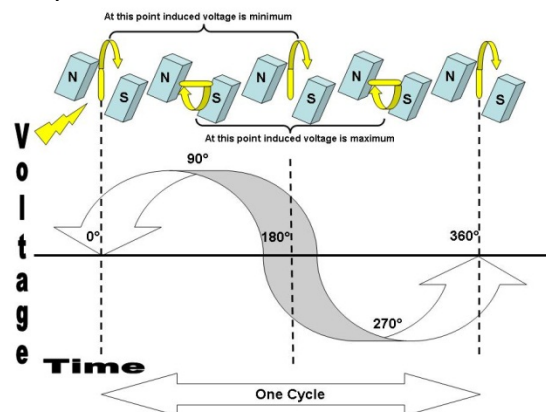 At this point induced voltage is minimum
N
S
N
S
N
S
N
S
N
S
At this point induced voltage is maximum
Voltage
90°
0°
180°
360°
270°
Time
One Cycle